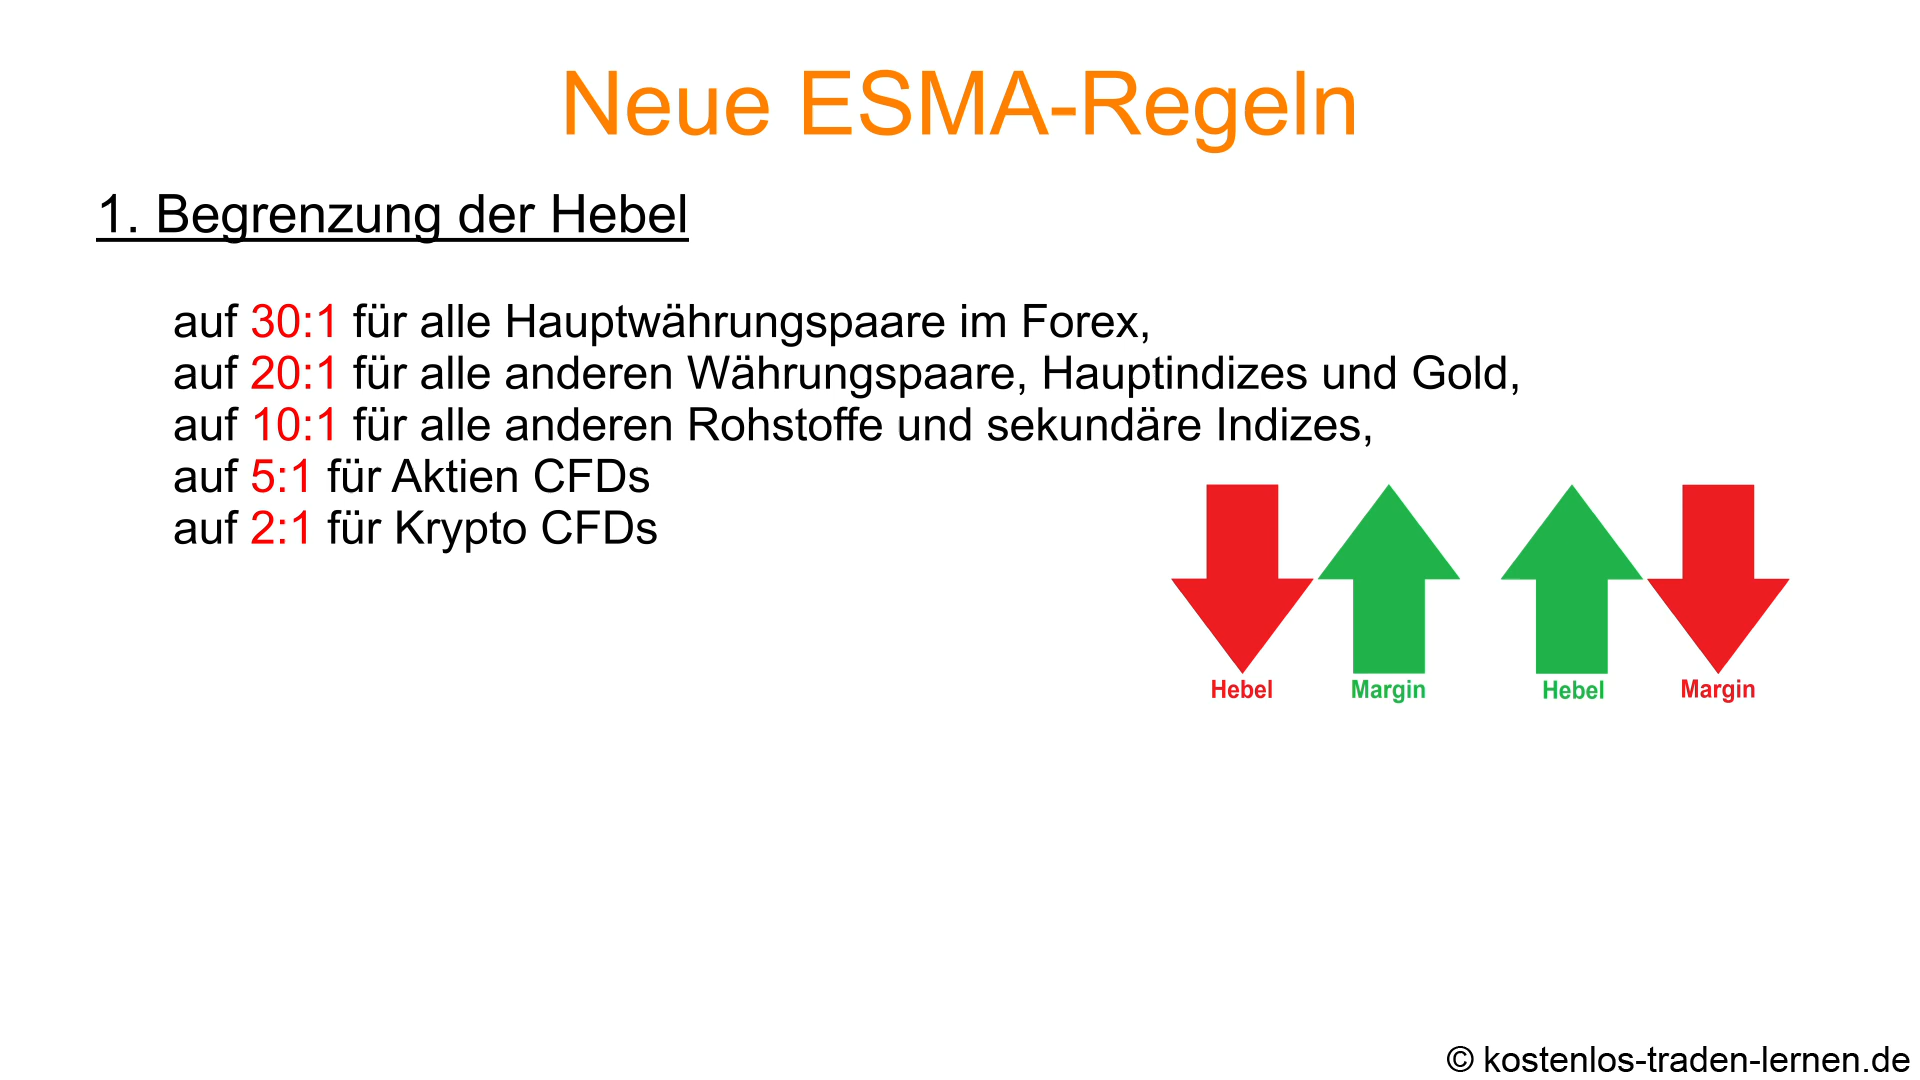 Neue ESMA-Regeln
1. Begrenzung der Hebel
auf 30:1 für alle Hauptwährungspaare im Forex,
auf 20:1 für alle anderen Währungspaare, Hauptindizes und Gold,
auf 10:1 für alle anderen Rohstoffe und sekundäre Indizes,
auf 5:1 für Aktien CFDs
auf 2:1 für Krypto CFDs
Hebel Margin Hebel Margin
© kostenlos-traden-lernen.de